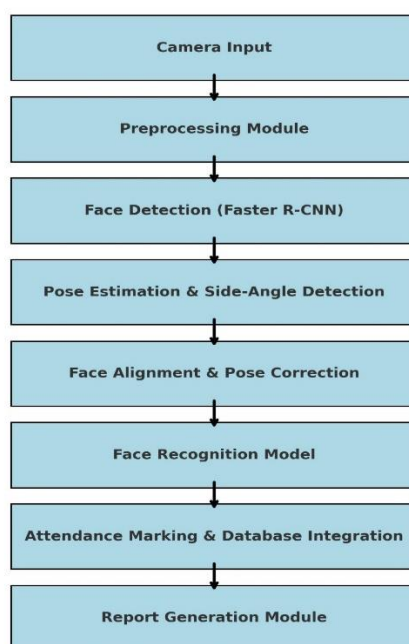 Camera Input
Preprocessing Module
Face Detection (Faster R-CNN)
Pose Estimation & Side-Angle Detection
Face Alignment & Pose Correction
Face Recognition Model
Attendance Marking & Database Integration
Report Generation Module